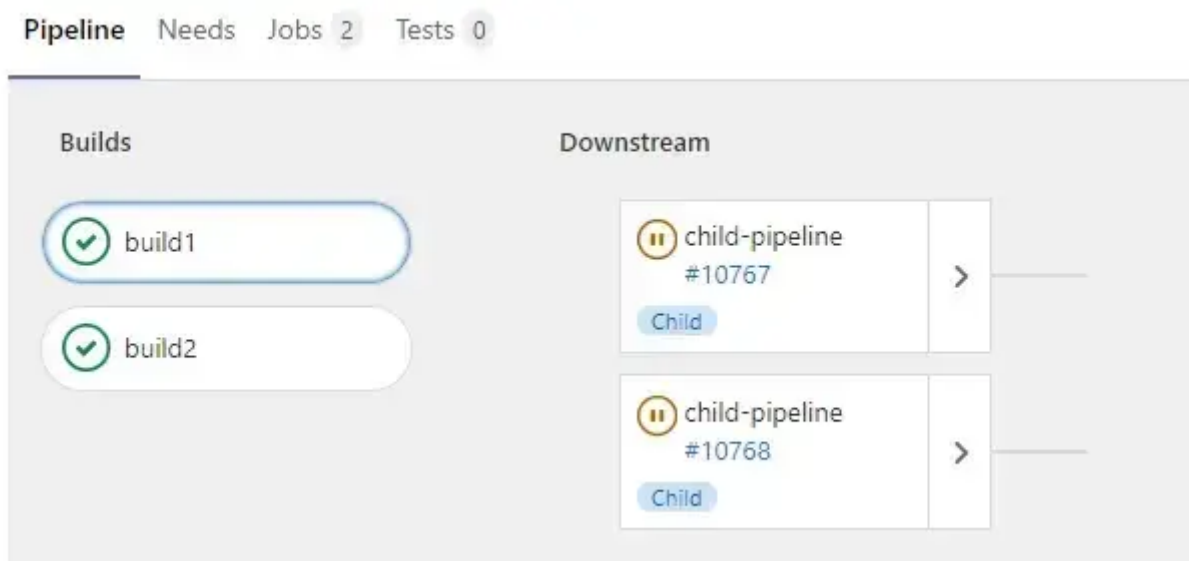 Pipeline Needs Jobs 2 Tests 0
Builds
Downstream
build1
build2
child-pipeline
#10767
Child
child-pipeline
#10768
Child